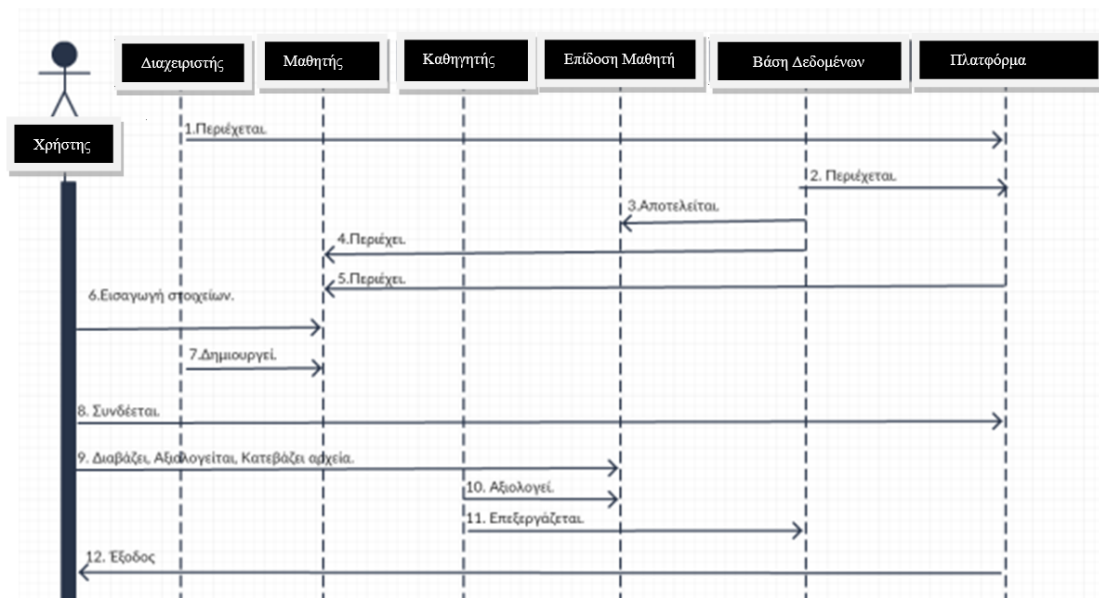 Διαχειριστής
Μαθητής
Καθηγητής
Επίδοση Μαθητή
Βάση Δεδομένων
Πλατφόρμα
Χρήστης
1.Περιέχεται.
2. Περιέχεται.
3.Αποτελείται.
4.Περιέχει.
5.Περιέχει.
6.Εισαγωγή στοιχείων.
7.Δημιουργεί.
8. Συνδέεται.
9. Διαβάζει, Αξιολογείται, Κατεβάζει αρχεία.
10. Αξιολογεί.
11. Επεξεργάζεται.
12. Έξοδος